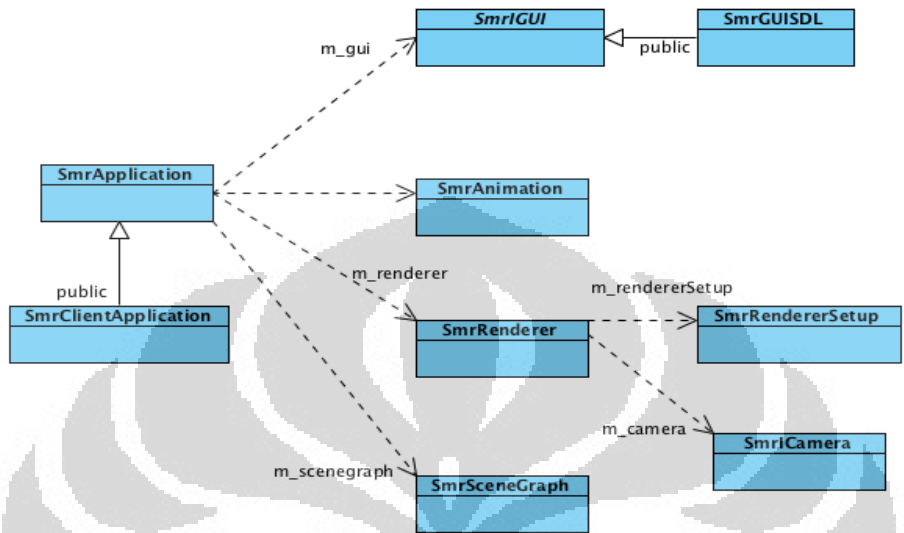 SmrIGUI
SmrGUISDL
m_gui
public
SmrApplication
SmrAnimation
m_renderer
m_rendererSetup
public
SmrClientApplication
SmrRenderer
SmrRendererSetup
m_camera
SmriCamera
m_scenegraph
SmrSceneGraph